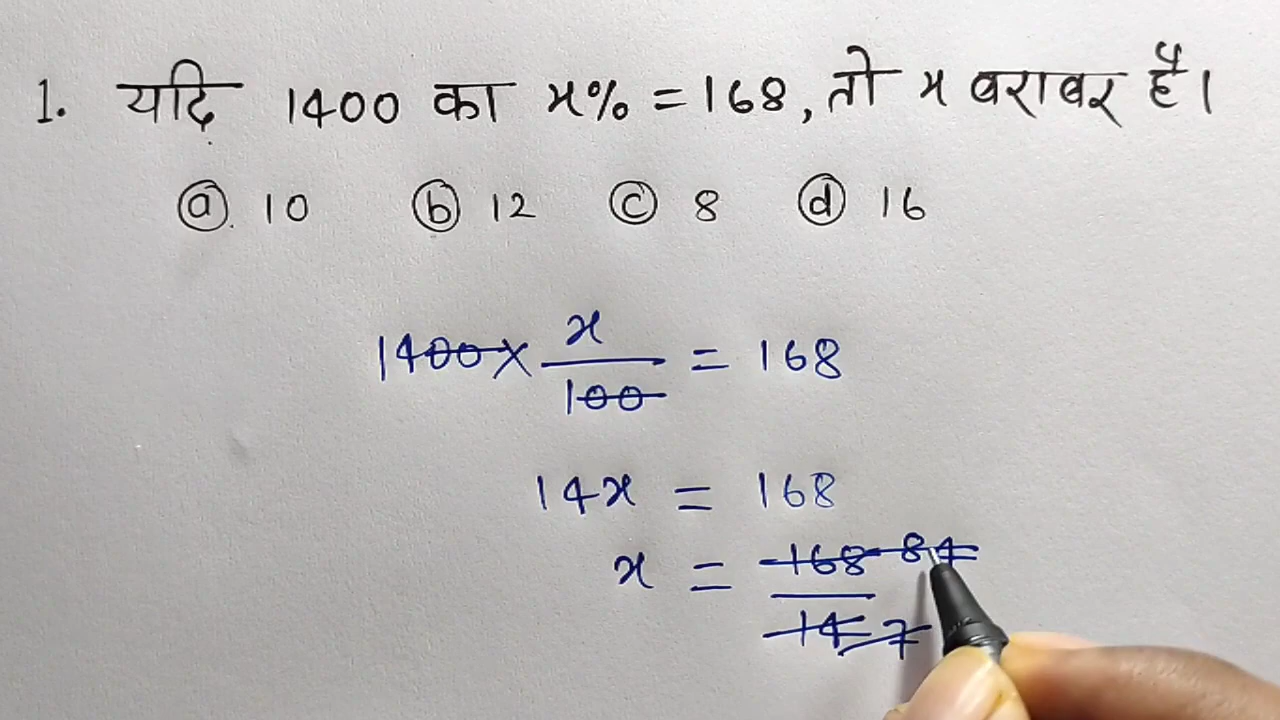 1. यदि 1400 का x% = 168, तो x बराबर है।
ⓐ 10 ⓑ 12 ⓒ 8 ⓓ 16
1400 × x/100 = 168
14x = 168
x = 168 84
14 7